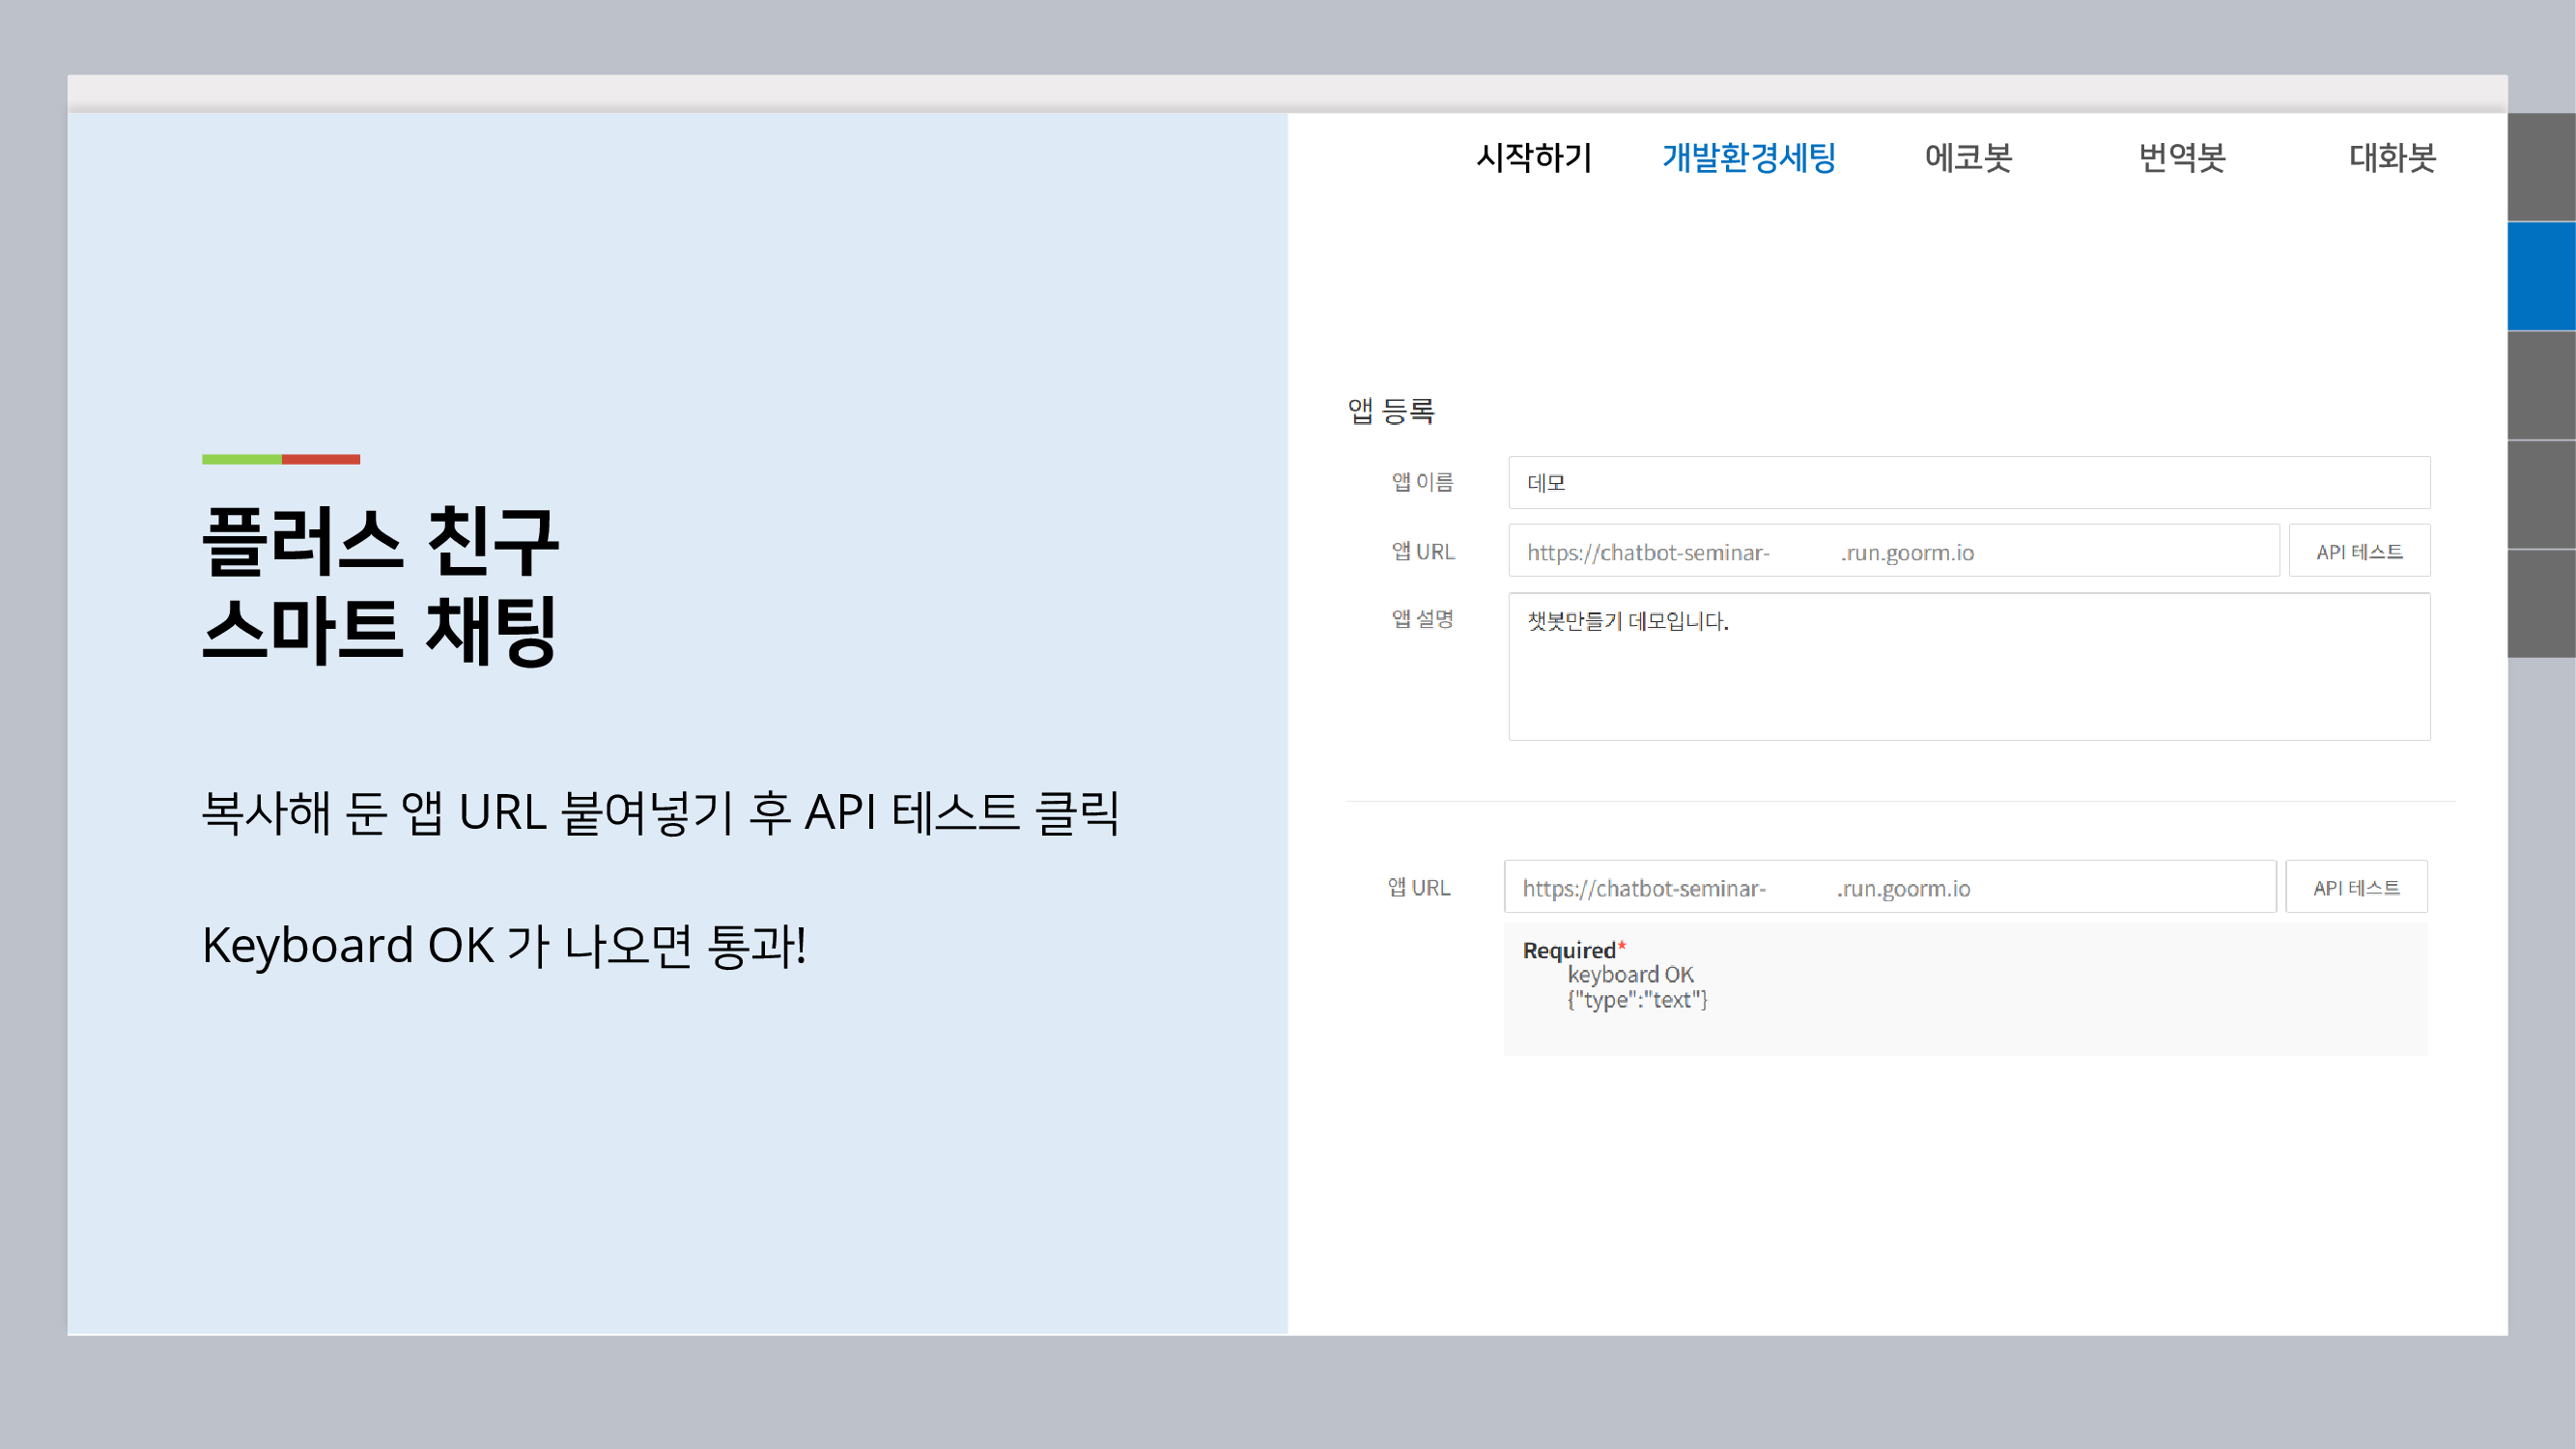 시작하기 개발환경세팅 에코봇 번역봇 대화봇
플러스 친구
스마트 채팅
복사해 둔 앱 URL 붙여넣기 후 API 테스트 클릭
Keyboard OK 가 나오면 통과!
앱 등록
앱 이름 데모
앱 URL https://chatbot-seminar- .run.goorm.io API 테스트
앱 설명 챗봇만들기 데모입니다.
앱 URL https://chatbot-seminar- .run.goorm.io API 테스트
Required*
keyboard OK
{"type":"text"}